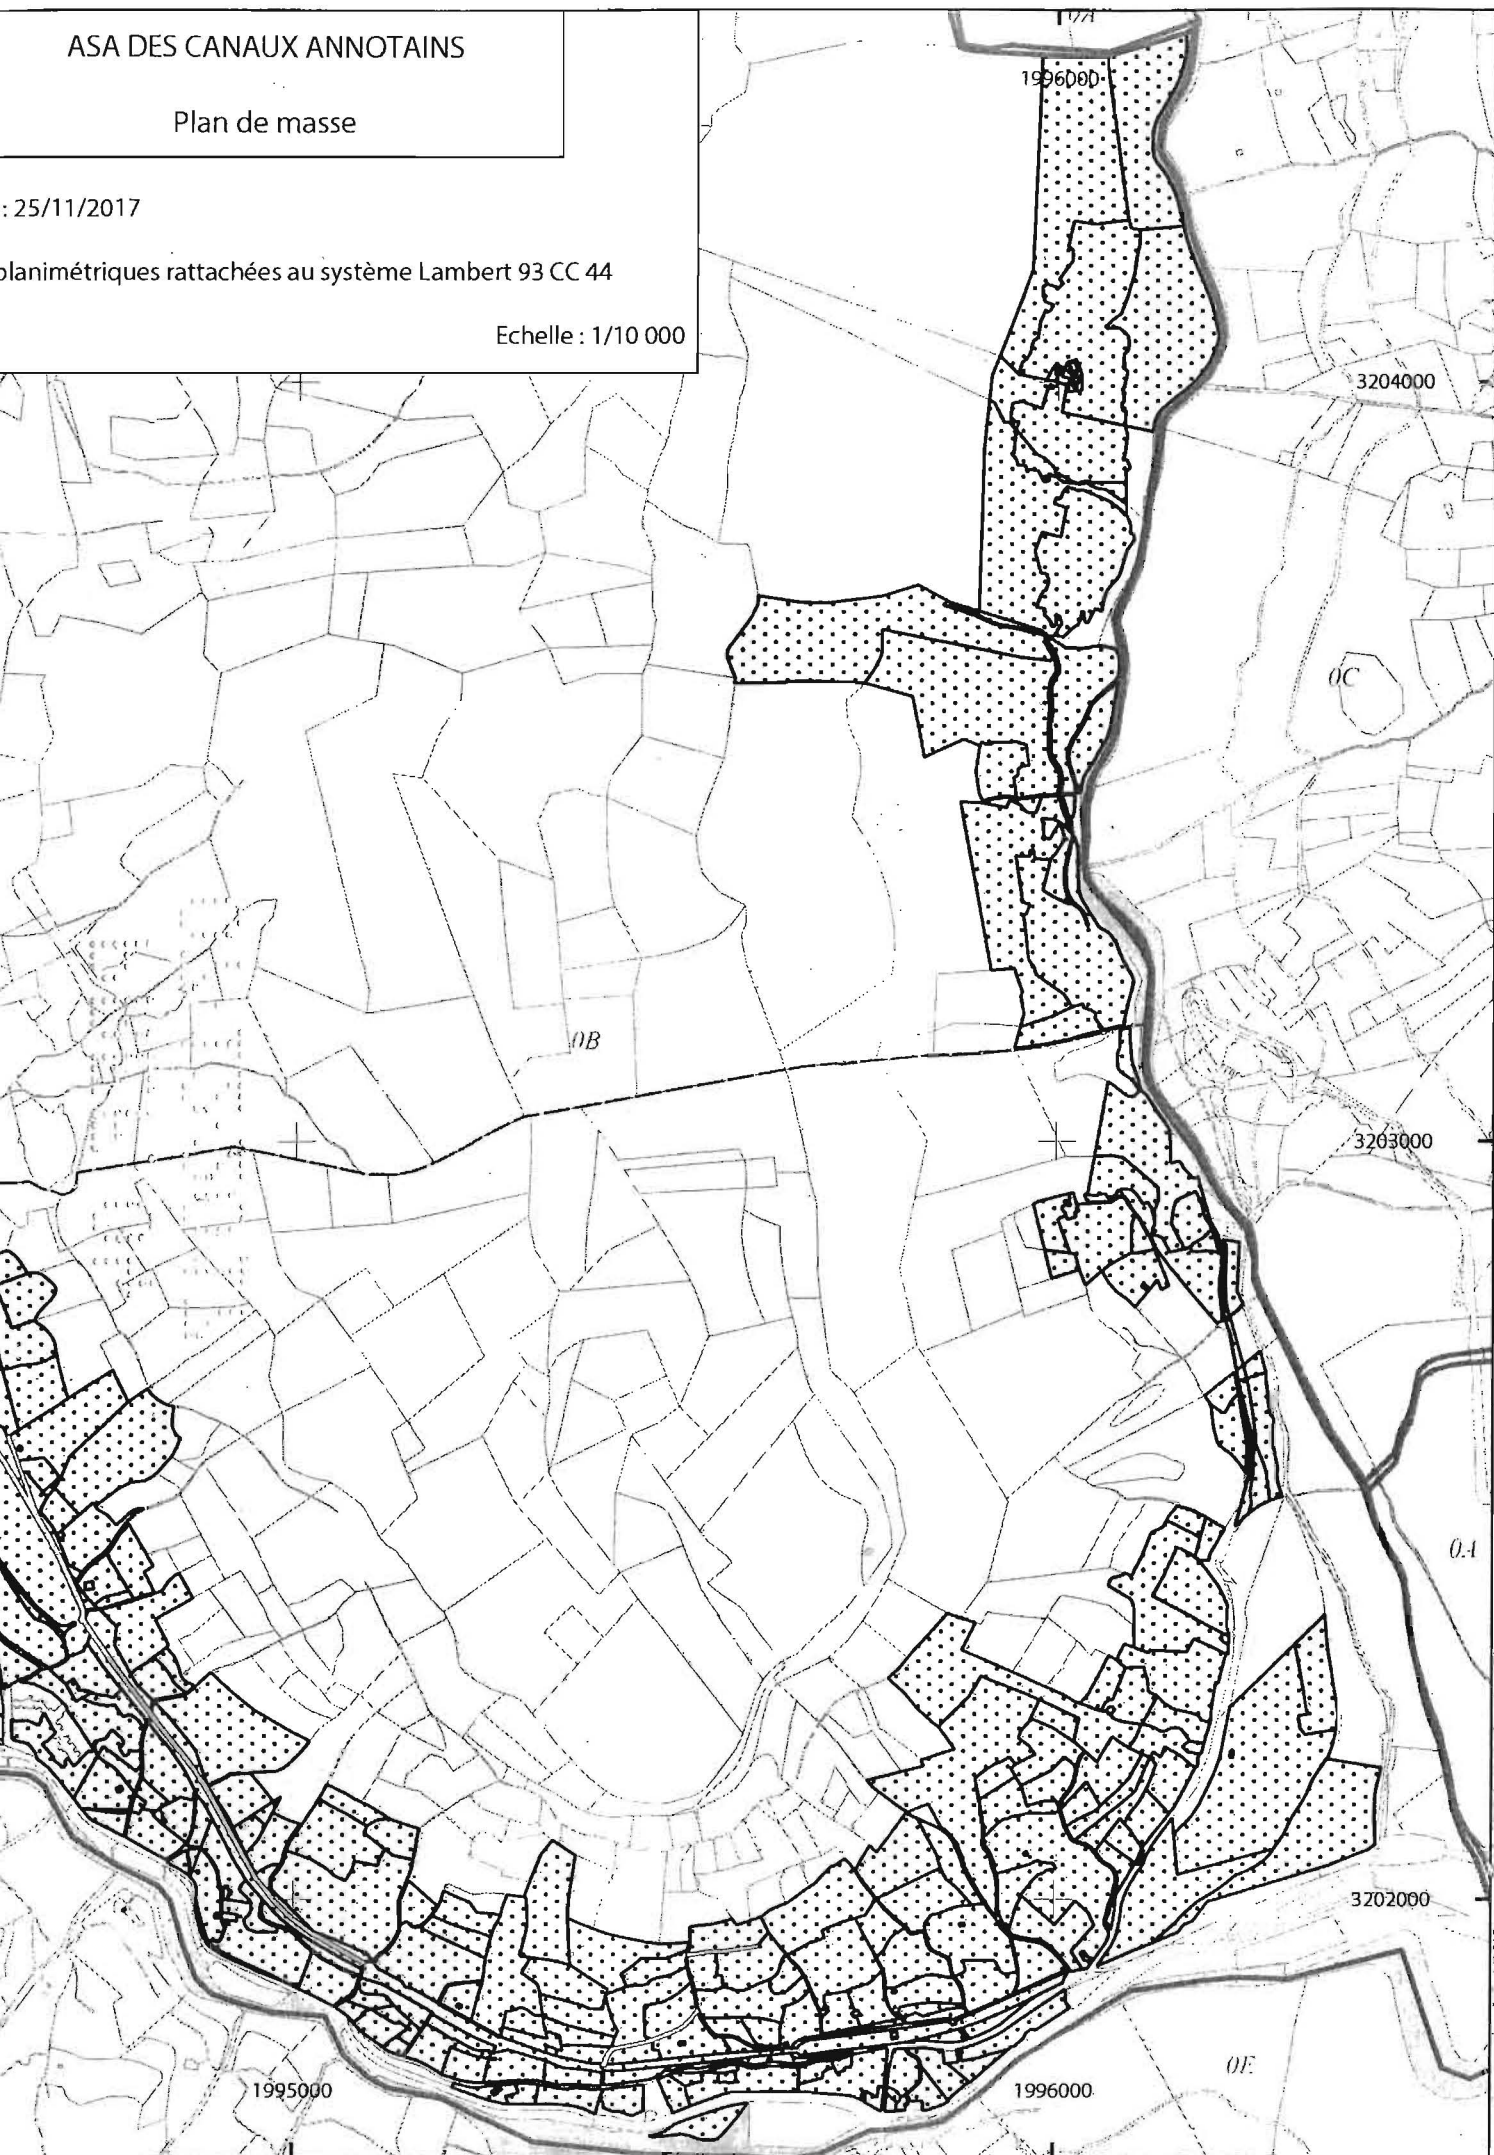 ASA DES CANAUX ANNOTAINS
Plan de masse
: 25/11/2017
planimétriques rattachées au système Lambert 93 CC 44
Echelle : 1/10 000
1996000
3204000
0C
0B
3203000
0A
3202000
0E
1995000
1996000